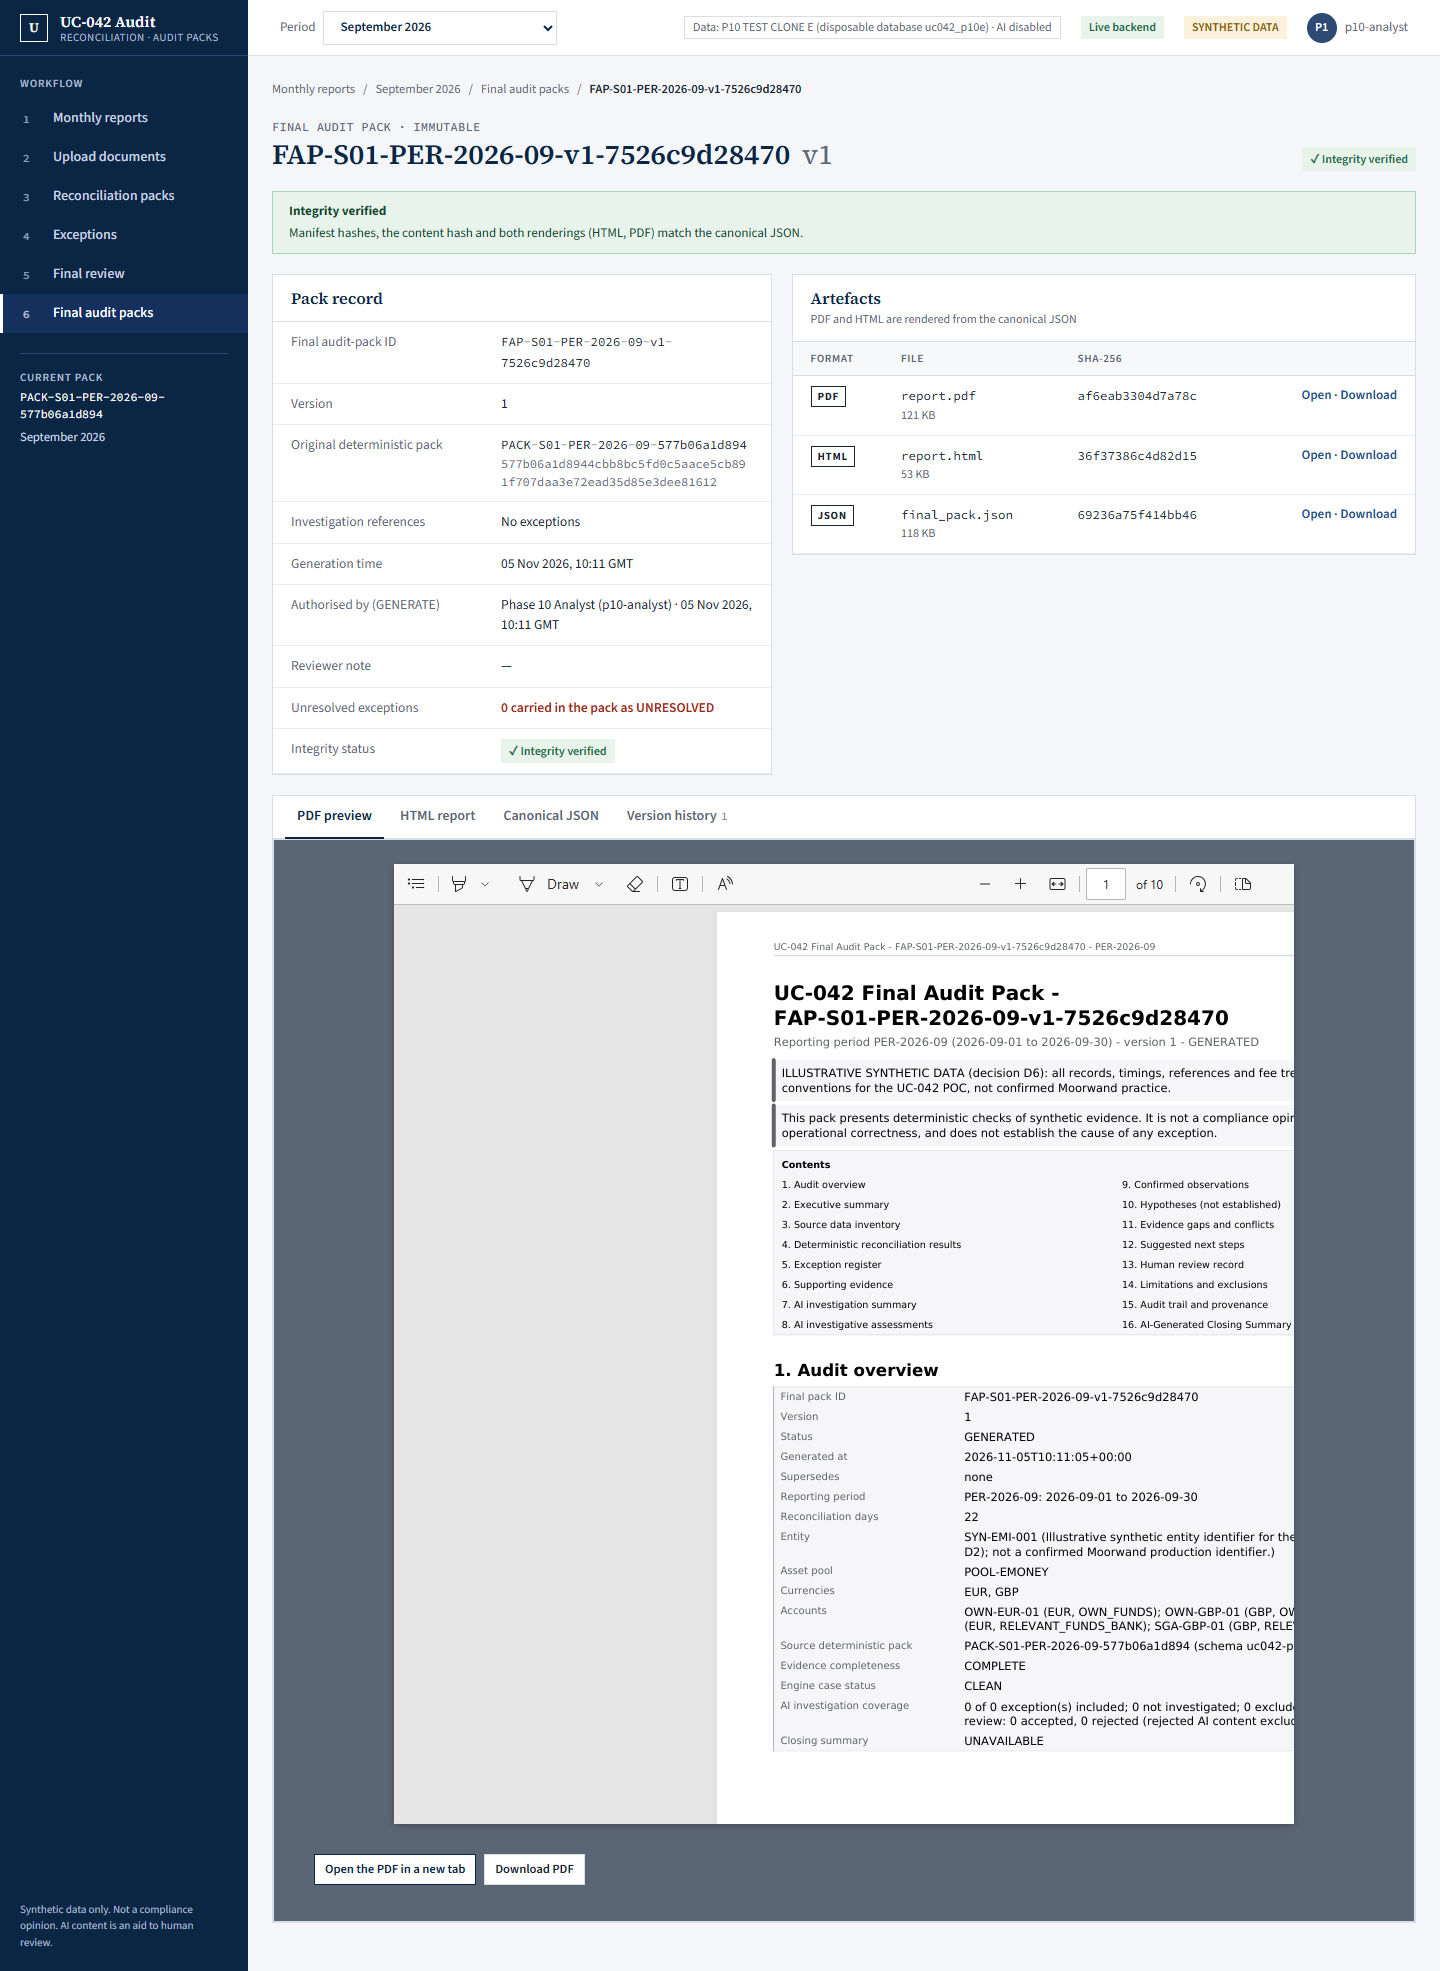 U
UC-042 Audit
RECONCILIATION · AUDIT PACKS
Period
September 2026
Data: P10 TEST CLONE E (disposable database uc042_p10e) · AI disabled
Live backend
SYNTHETIC DATA
P1
p10-analyst
WORKFLOW
1 Monthly reports
2 Upload documents
3 Reconciliation packs
4 Exceptions
5 Final review
6 Final audit packs
CURRENT PACK
PACK-S01-PER-2026-09-
577b06a1d894
September 2026
Synthetic data only. Not a compliance
opinion. AI content is an aid to human
review.
Monthly reports / September 2026 / Final audit packs / FAP-S01-PER-2026-09-v1-7526c9d28470
FINAL AUDIT PACK · IMMUTABLE
FAP-S01-PER-2026-09-v1-7526c9d28470 v1
✓ Integrity verified
Integrity verified
Manifest hashes, the content hash and both renderings (HTML, PDF) match the canonical JSON.
Pack record
Final audit-pack ID
FAP-S01-PER-2026-09-v1-
7526c9d28470
Version
1
Original deterministic pack
PACK-S01-PER-2026-09-577b06a1d894
577b06a1d8944cbb8bc5fd0c5aace5cb89
1f707daa3e72ead35d85e3dee81612
Investigation references
No exceptions
Generation time
05 Nov 2026, 10:11 GMT
Authorised by (GENERATE)
Phase 10 Analyst (p10-analyst) · 05 Nov 2026,
10:11 GMT
Reviewer note
—
Unresolved exceptions
0 carried in the pack as UNRESOLVED
Integrity status
✓ Integrity verified
Artefacts
PDF and HTML are rendered from the canonical JSON
FORMAT FILE SHA-256
PDF report.pdf af6eab3304d7a78c Open · Download
121 KB
HTML report.html 36f37386c4d82d15 Open · Download
53 KB
JSON final_pack.json 69236a75f414bb46 Open · Download
118 KB
PDF preview
HTML report
Canonical JSON
Version history 1
Draw
1 of 10
UC-042 Final Audit Pack - FAP-S01-PER-2026-09-v1-7526c9d28470 - PER-2026-09
UC-042 Final Audit Pack -
FAP-S01-PER-2026-09-v1-7526c9d28470
Reporting period PER-2026-09 (2026-09-01 to 2026-09-30) - version 1 - GENERATED
ILLUSTRATIVE SYNTHETIC DATA (decision D6): all records, timings, references and fee tre
conventions for the UC-042 POC, not confirmed Moorwand practice.
This pack presents deterministic checks of synthetic evidence. It is not a compliance opin
operational correctness, and does not establish the cause of any exception.
Contents
1. Audit overview
2. Executive summary
3. Source data inventory
4. Deterministic reconciliation results
5. Exception register
6. Supporting evidence
7. AI investigation summary
8. AI investigative assessments
9. Confirmed observations
10. Hypotheses (not established)
11. Evidence gaps and conflicts
12. Suggested next steps
13. Human review record
14. Limitations and exclusions
15. Audit trail and provenance
16. AI-Generated Closing Summary
1. Audit overview
Final pack ID FAP-S01-PER-2026-09-v1-7526c9d28470
Version 1
Status GENERATED
Generated at 2026-11-05T10:11:05+00:00
Supersedes none
Reporting period PER-2026-09: 2026-09-01 to 2026-09-30
Reconciliation days 22
Entity SYN-EMI-001 (Illustrative synthetic entity identifier for the
D2); not a confirmed Moorwand production identifier.)
Asset pool POOL-EMONEY
Currencies EUR, GBP
Accounts OWN-EUR-01 (EUR, OWN_FUNDS); OWN-GBP-01 (GBP, OW
(EUR, RELEVANT_FUNDS_BANK); SGA-GBP-01 (GBP, RELE
Source deterministic pack PACK-S01-PER-2026-09-577b06a1d894 (schema uc042-p
Evidence completeness COMPLETE
Engine case status CLEAN
AI investigation coverage 0 of 0 exception(s) included; 0 not investigated; 0 exclud
review: 0 accepted, 0 rejected (rejected AI content exclu
Closing summary UNAVAILABLE
Open the PDF in a new tab
Download PDF